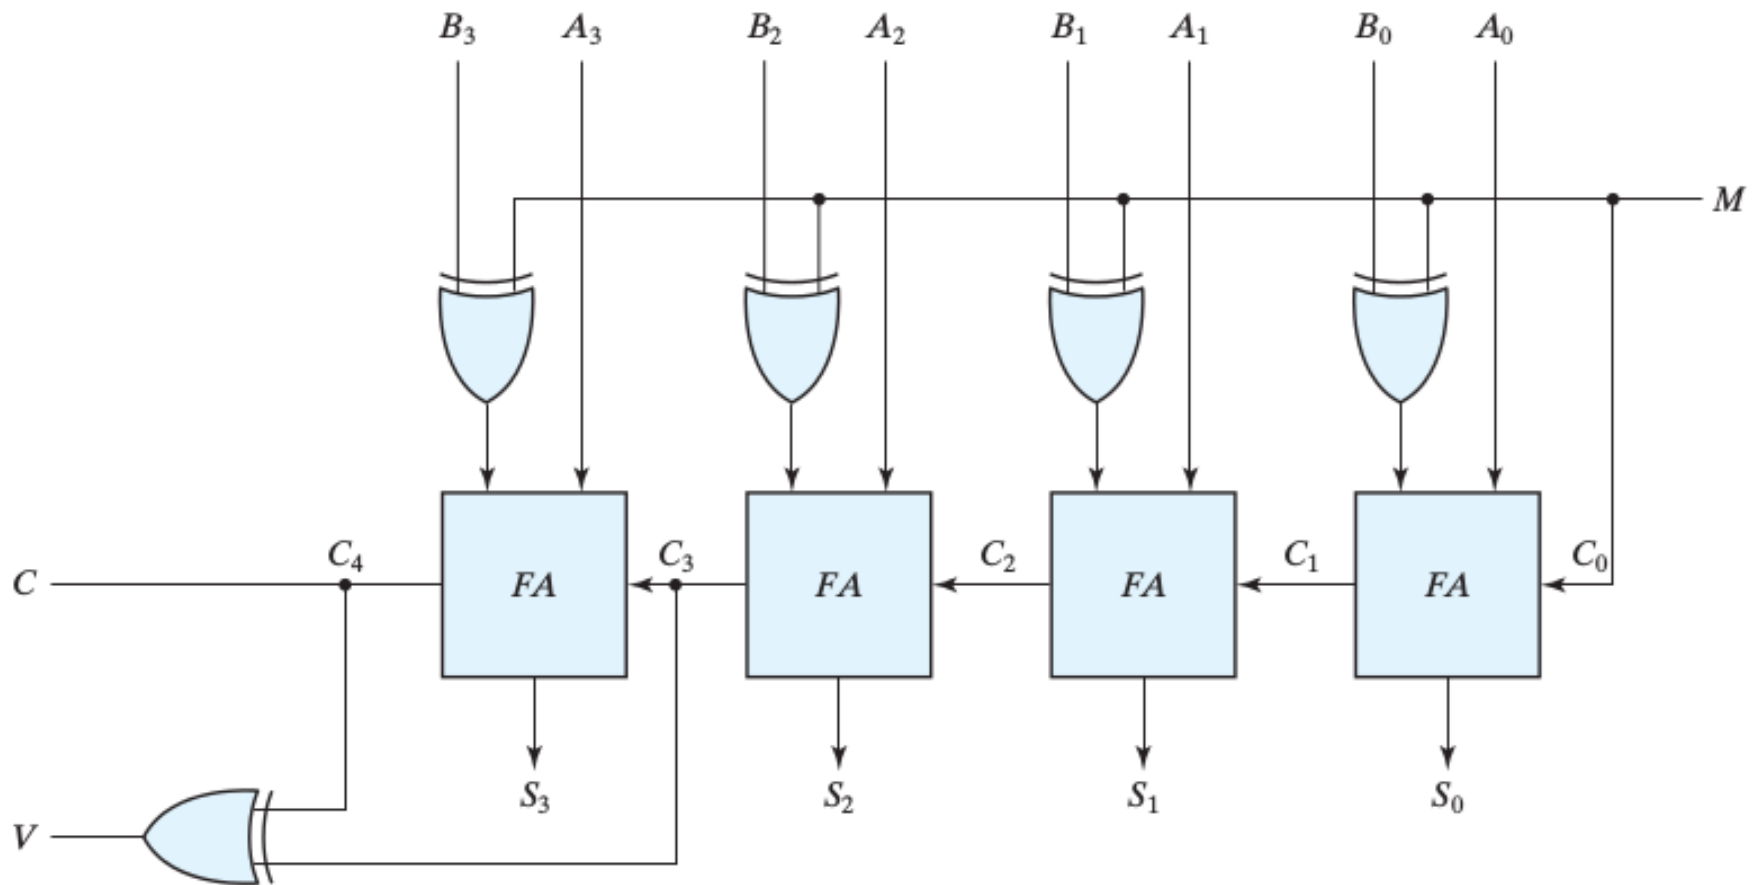 B₃ A₃ B₂ A₂ B₁ A₁ B₀ A₀
M
C C₄ FA C₃ FA C₂ FA C₁ FA C₀
S₃ S₂ S₁ S₀
V